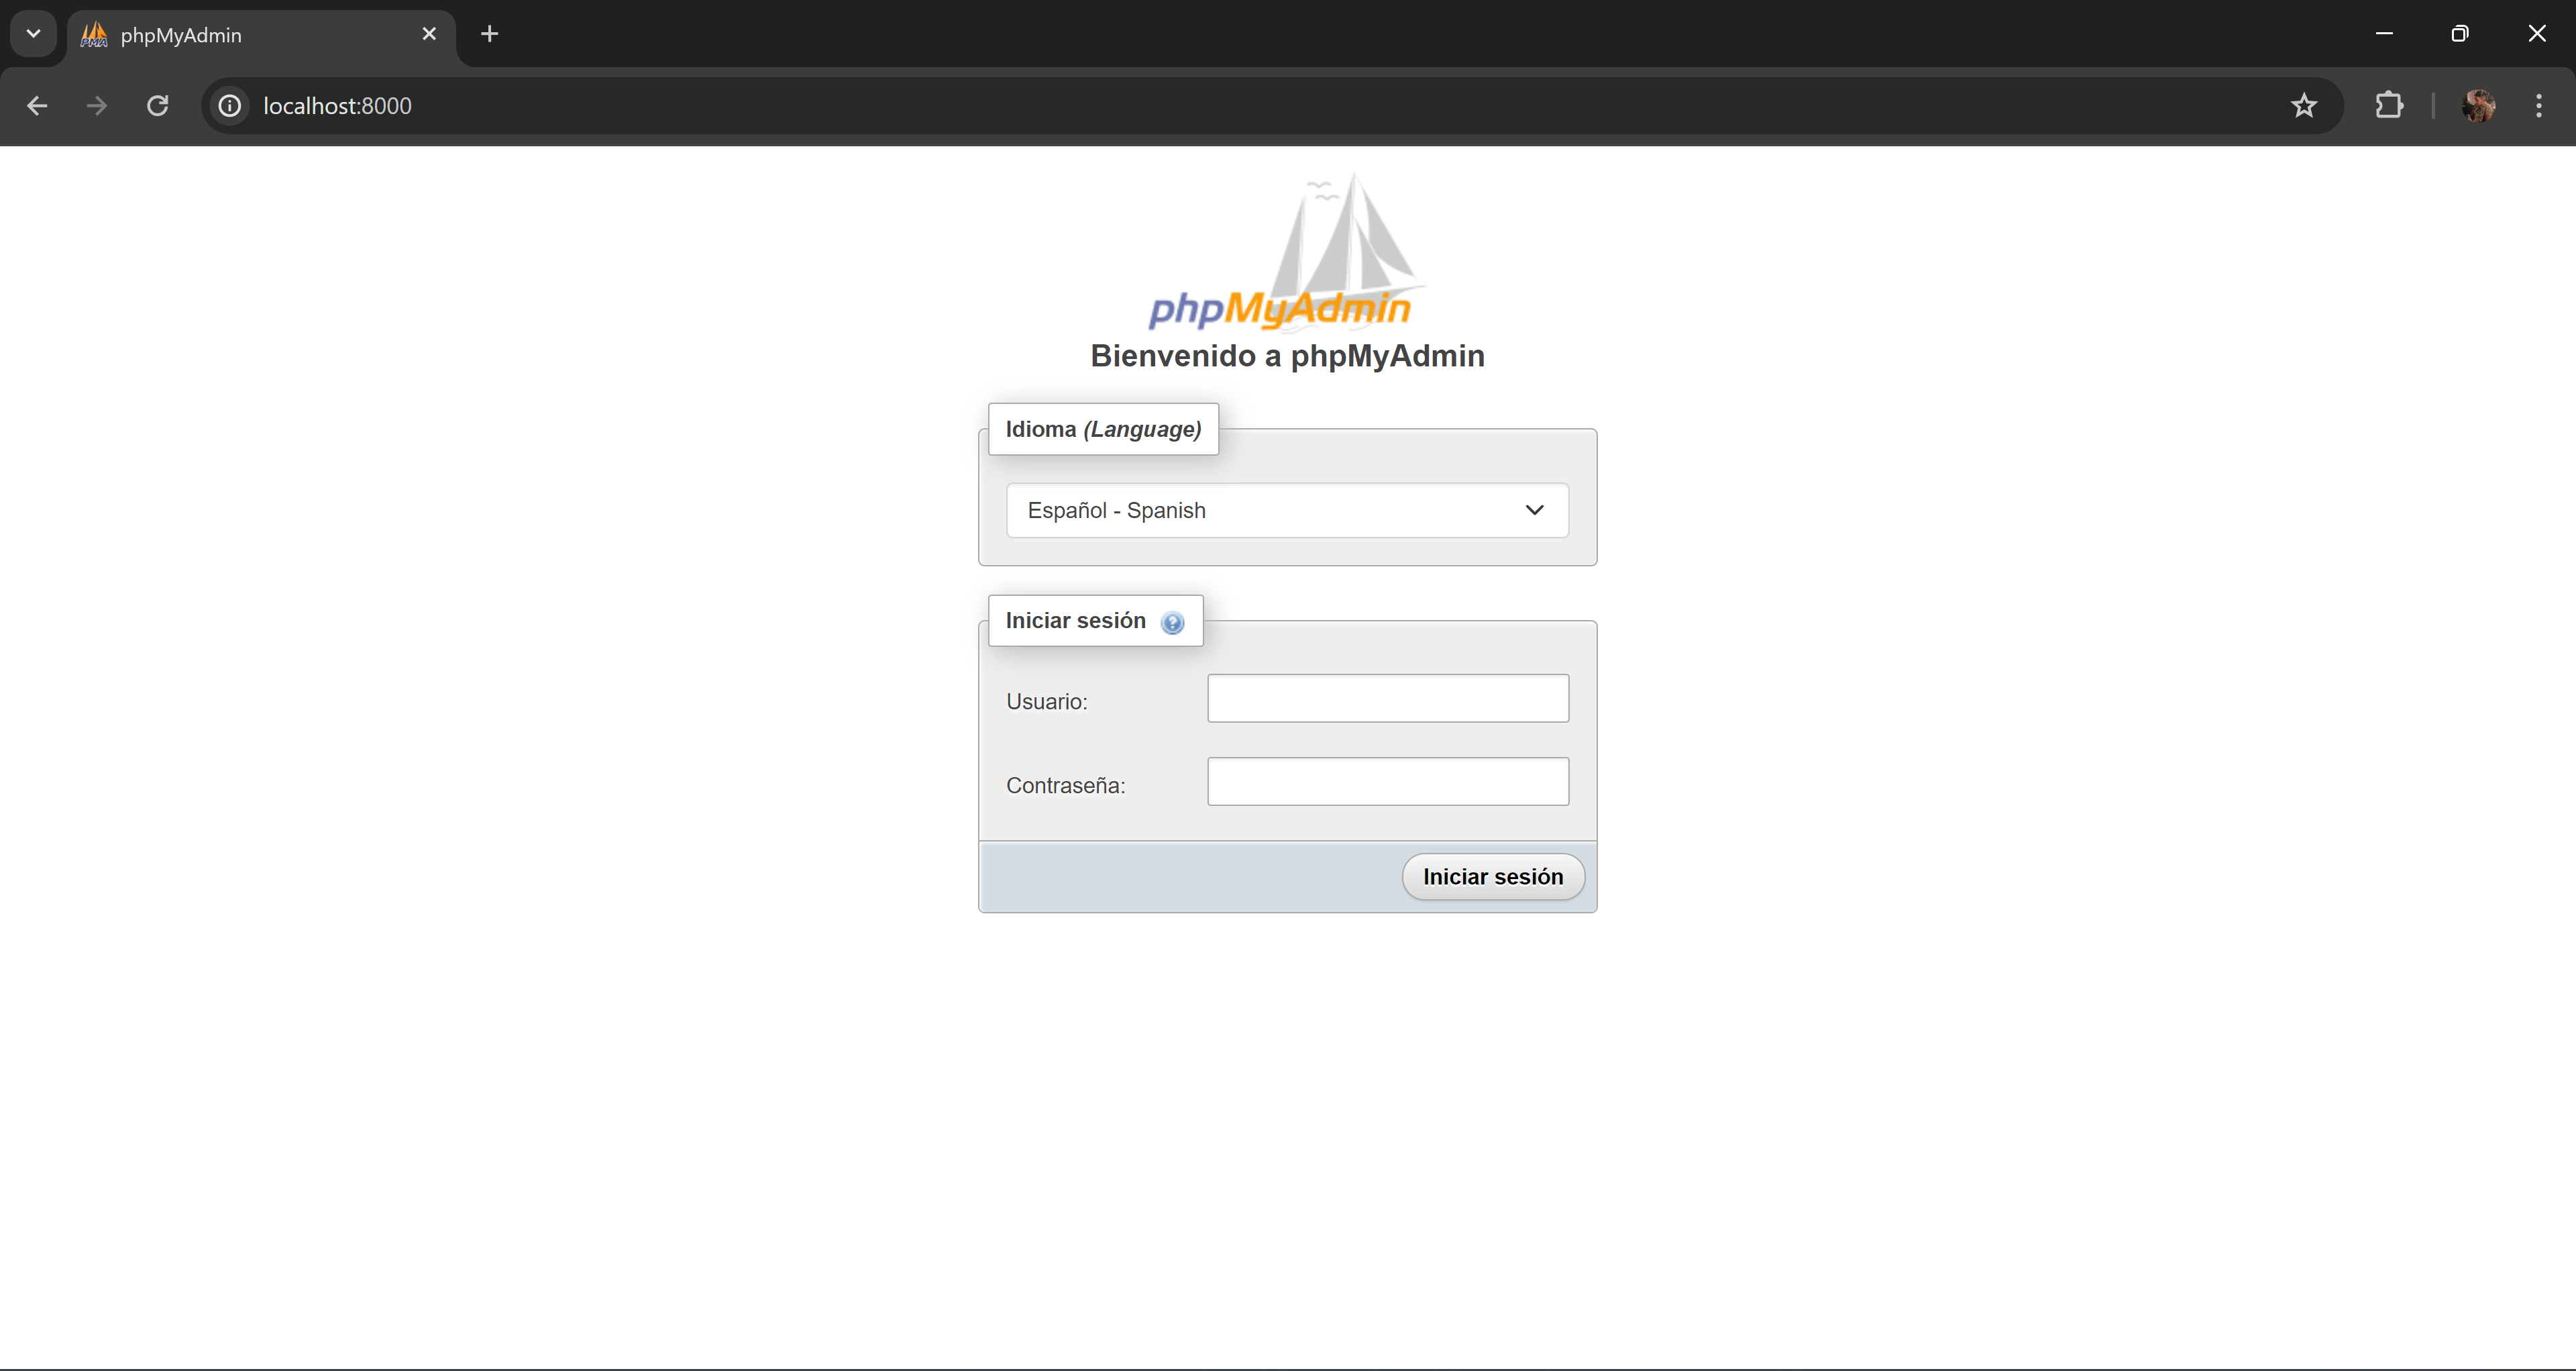 phpMyAdmin
localhost:8000
phpMyAdmin
Bienvenido a phpMyAdmin
Idioma (Language)
Español - Spanish
Iniciar sesión
Usuario:
Contraseña:
Iniciar sesión